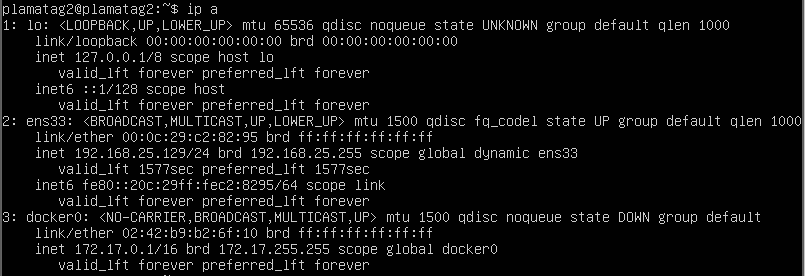 plamatag2@plamatag2:~$ ip a
1: lo: <LOOPBACK,UP,LOWER_UP> mtu 65536 qdisc noqueue state UNKNOWN group default qlen 1000
    link/loopback 00:00:00:00:00:00 brd 00:00:00:00:00:00
    inet 127.0.0.1/8 scope host lo
       valid_lft forever preferred_lft forever
    inet6 ::1/128 scope host
       valid_lft forever preferred_lft forever
2: ens33: <BROADCAST,MULTICAST,UP,LOWER_UP> mtu 1500 qdisc fq_codel state UP group default qlen 1000
    link/ether 00:0c:29:c2:82:95 brd ff:ff:ff:ff:ff:ff
    inet 192.168.25.129/24 brd 192.168.25.255 scope global dynamic ens33
       valid_lft 1577sec preferred_lft 1577sec
    inet6 fe80::20c:29ff:fec2:8295/64 scope link
       valid_lft forever preferred_lft forever
3: docker0: <NO-CARRIER,BROADCAST,MULTICAST,UP> mtu 1500 qdisc noqueue state DOWN group default
    link/ether 02:42:b9:b2:6f:10 brd ff:ff:ff:ff:ff:ff
    inet 172.17.0.1/16 brd 172.17.255.255 scope global docker0
       valid_lft forever preferred_lft forever